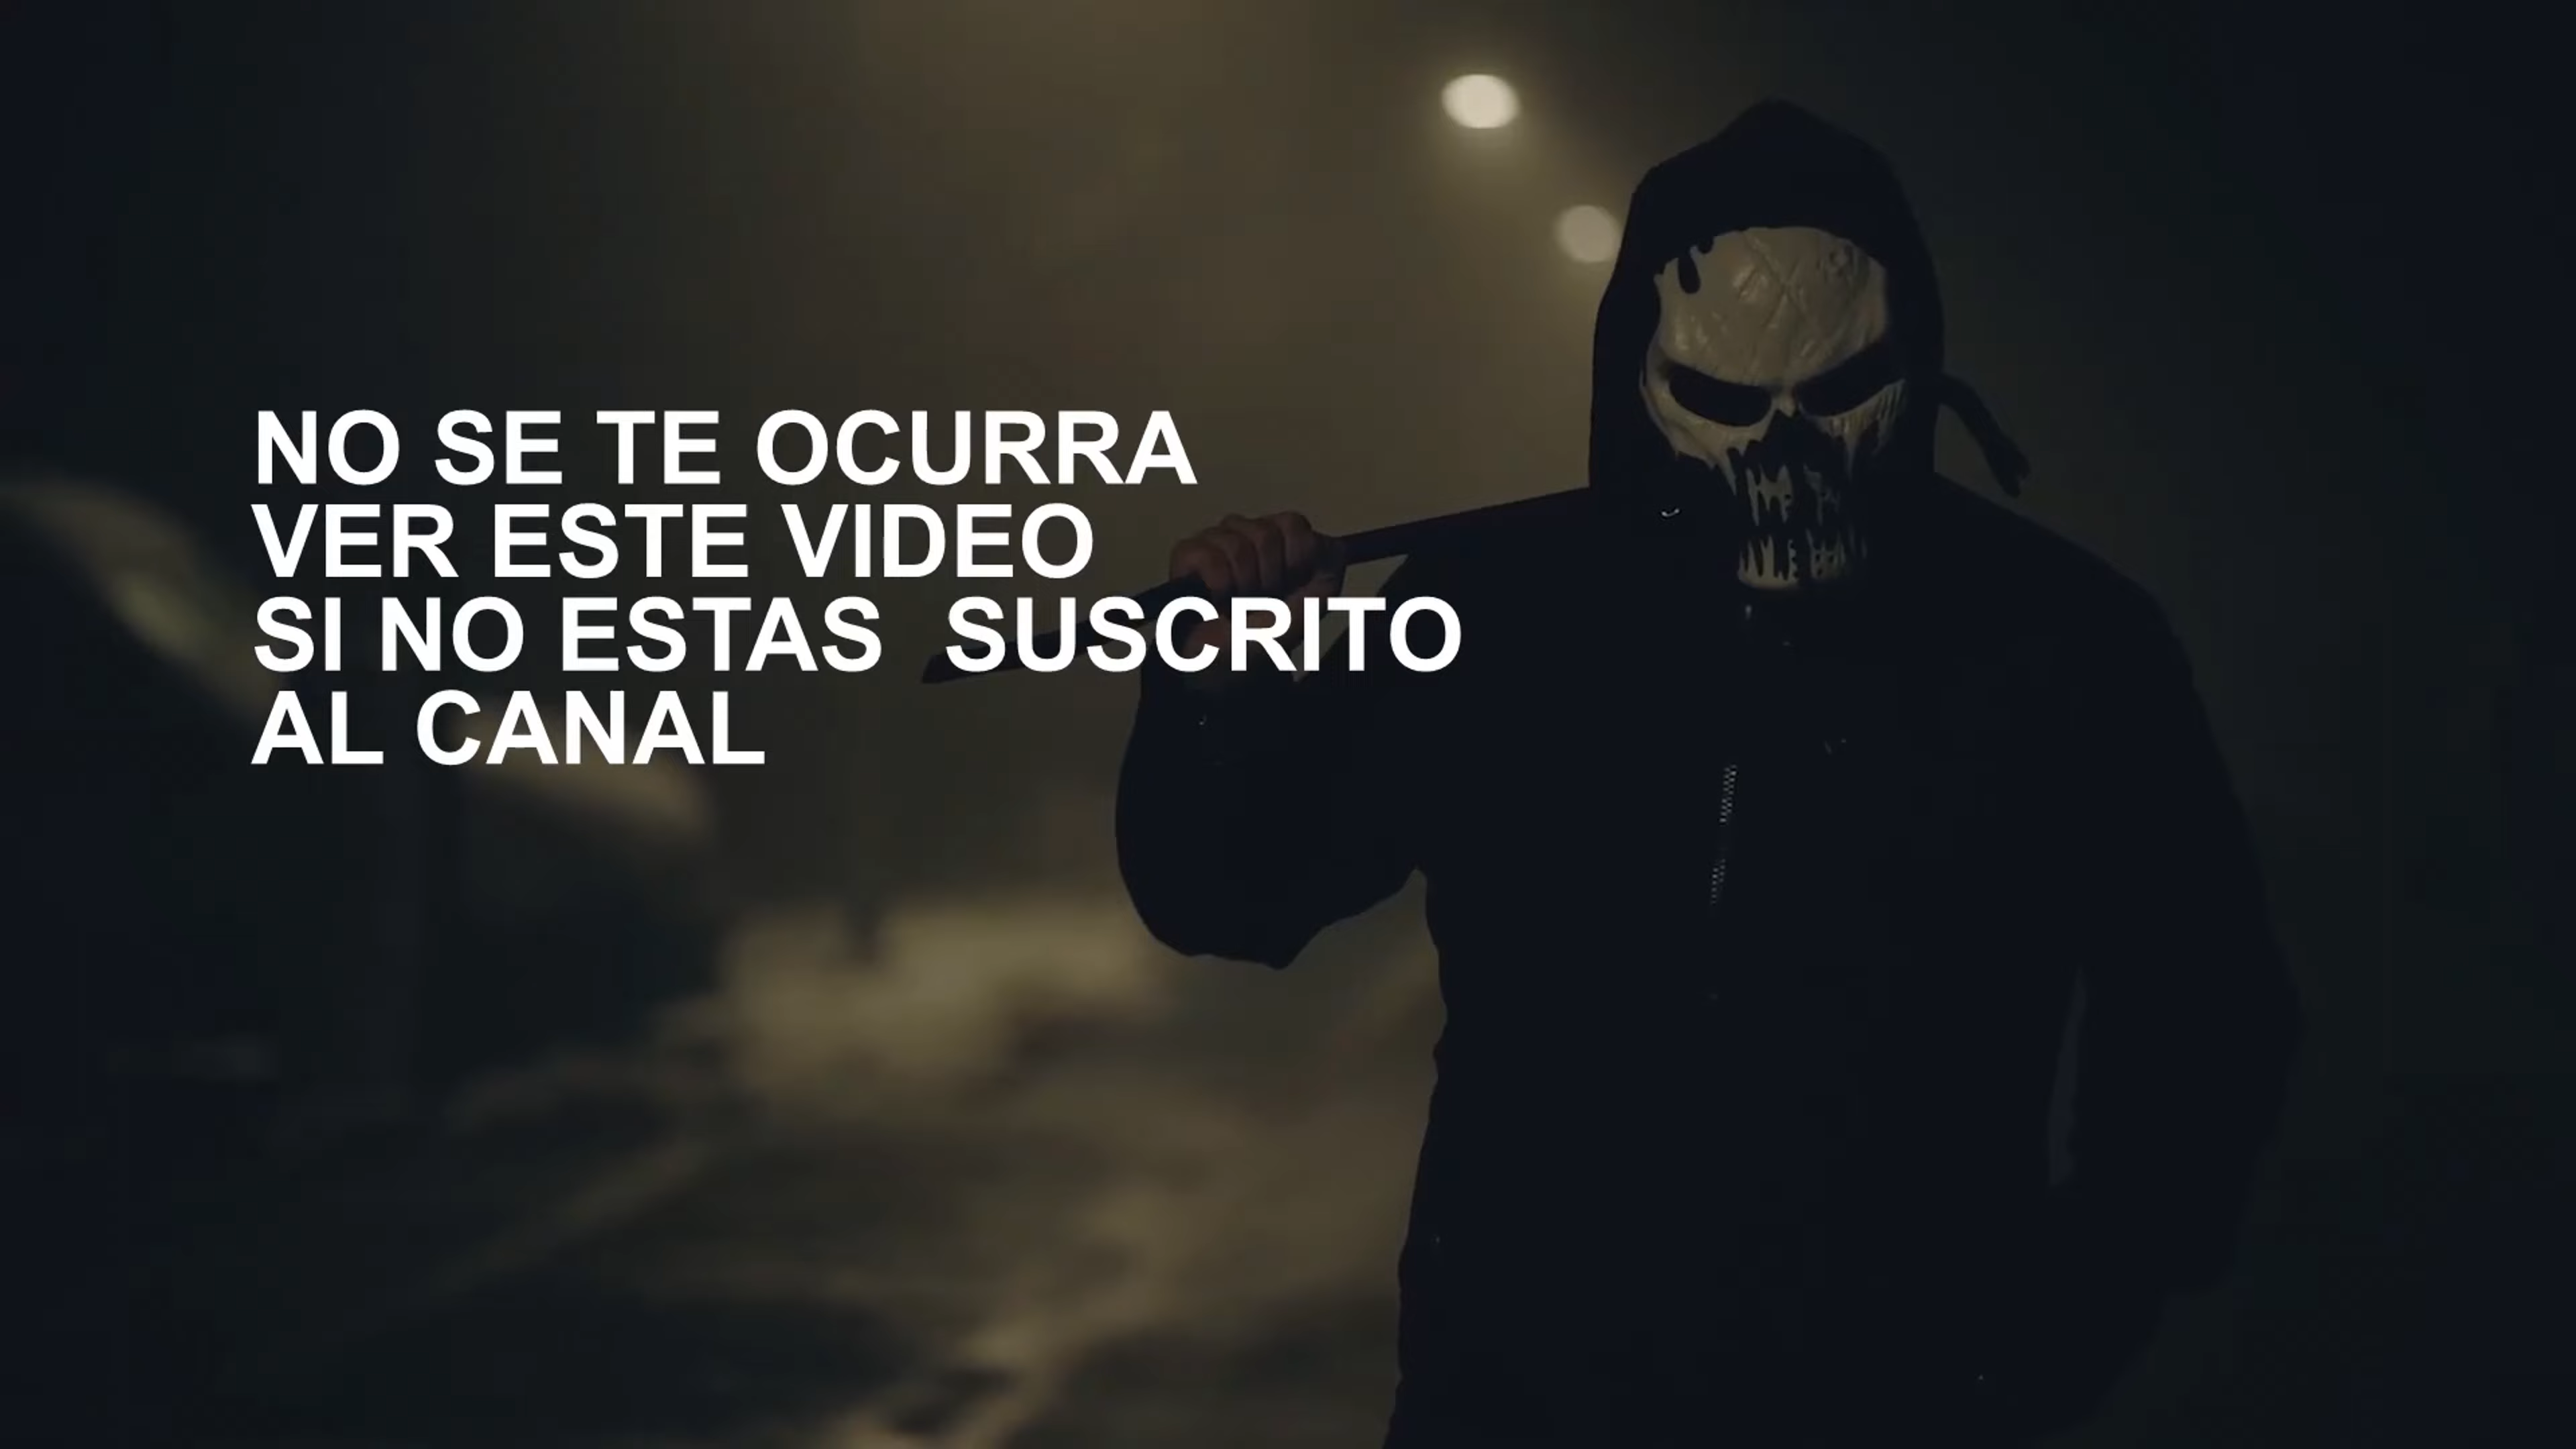 NO SE TE OCURRA
VER ESTE VIDEO
SI NO ESTAS  SUSCRITO
AL CANAL